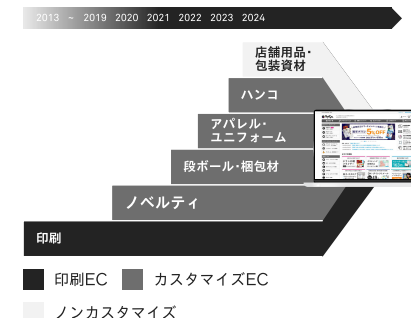 2013 ~ 2019 2020 2021 2022 2023 2024
店舗用品・
包装資材
ハンコ
アパレル・
ユニフォーム
段ボール・梱包材
ノベルティ
印刷
5%OFF
印刷EC カスタマイズEC
ノンカスタマイズ